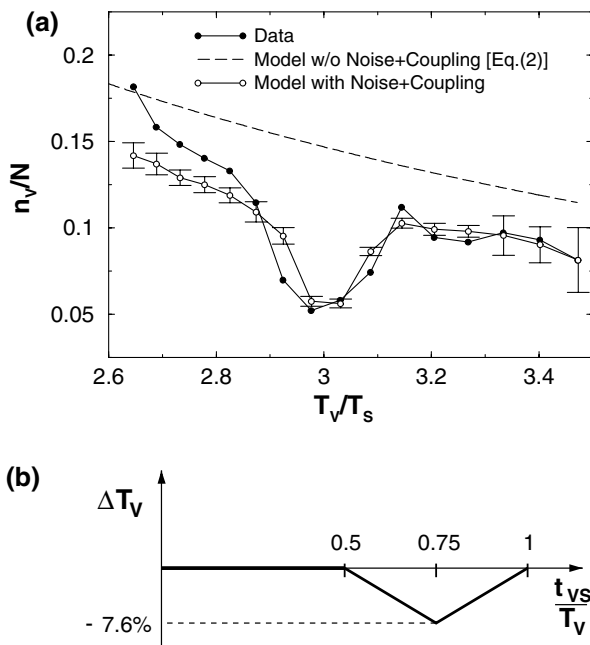 (a)
Data
Model w/o Noise+Coupling [Eq.(2)]
Model with Noise+Coupling
n_V/N
0.2
0.15
0.1
0.05
2.6 2.8 3 3.2 3.4
T_V/T_S
(b)
ΔT_V
0.5 0.75 1
t_VS
T_V
- 7.6%